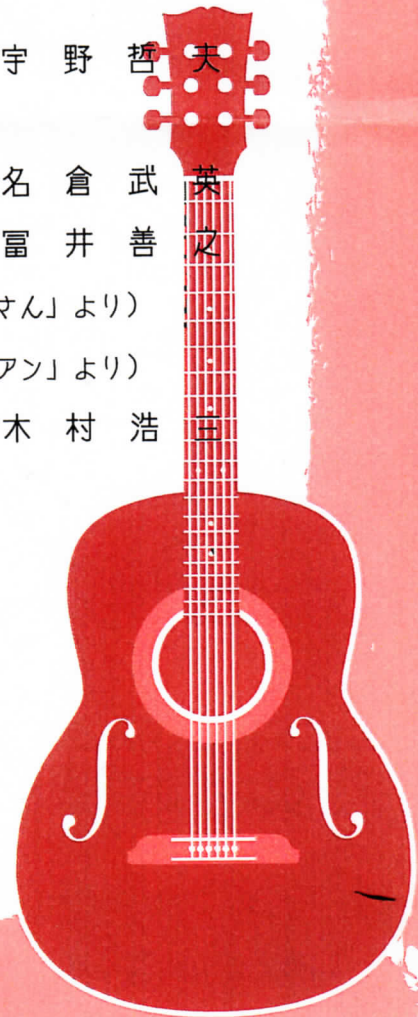 宇野哲夫
名倉武英
冨井善之
さん」より)
アン」より)
木村浩三